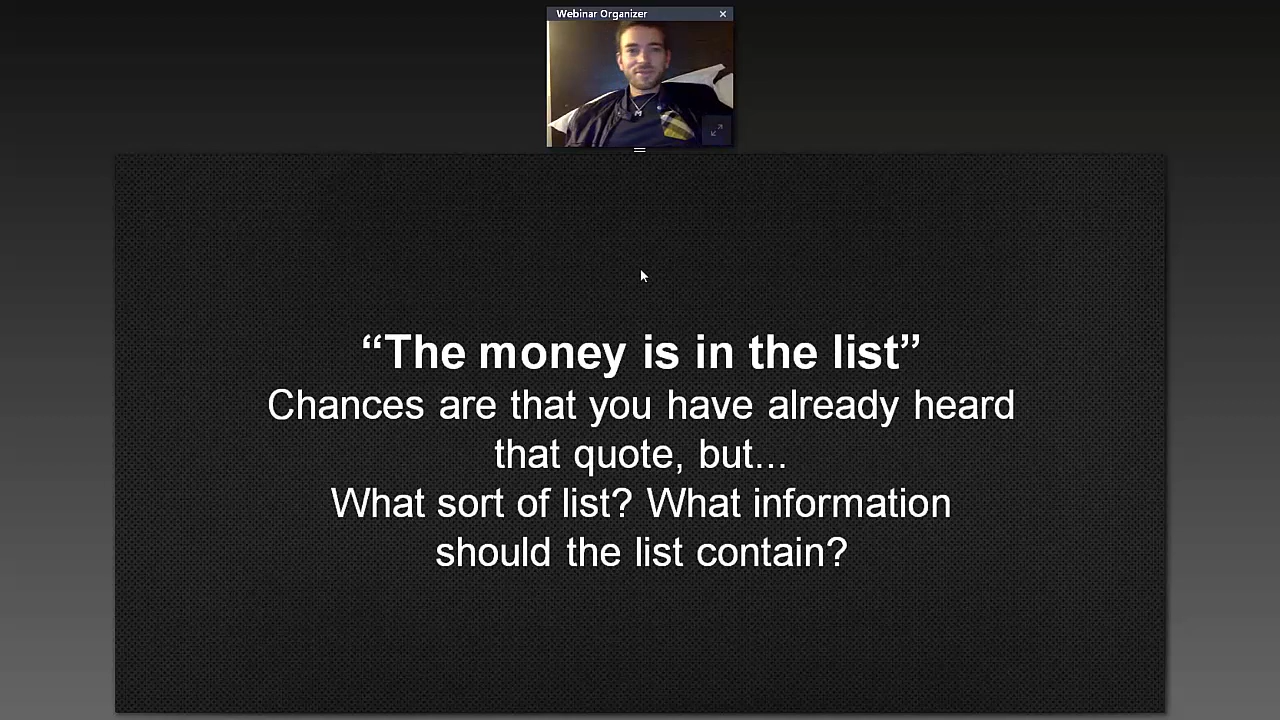 Webinar Organizer
“The money is in the list”
Chances are that you have already heard
that quote, but...
What sort of list? What information
should the list contain?